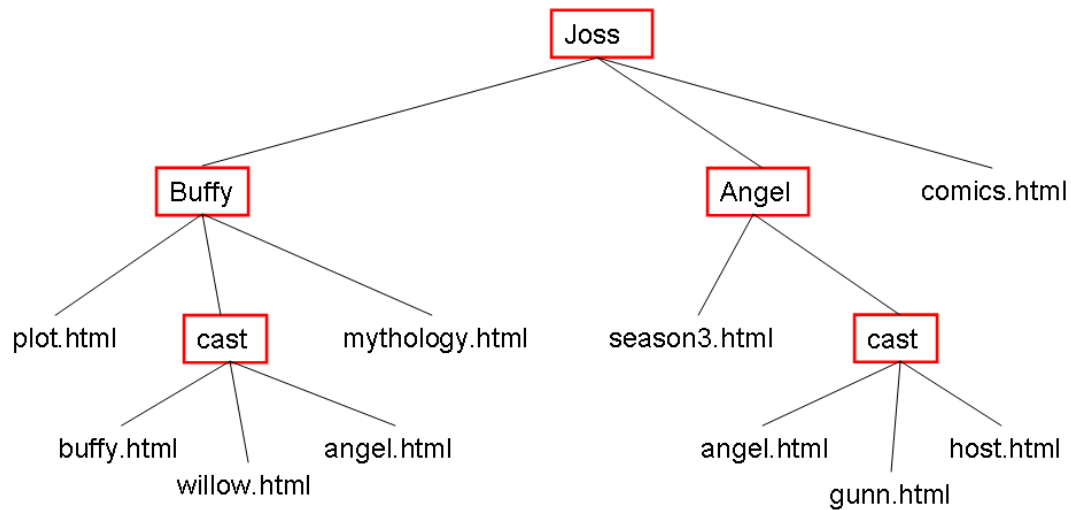 Joss
Buffy
Angel
comics.html
plot.html
cast
mythology.html
season3.html
cast
buffy.html
willow.html
angel.html
angel.html
gunn.html
host.html